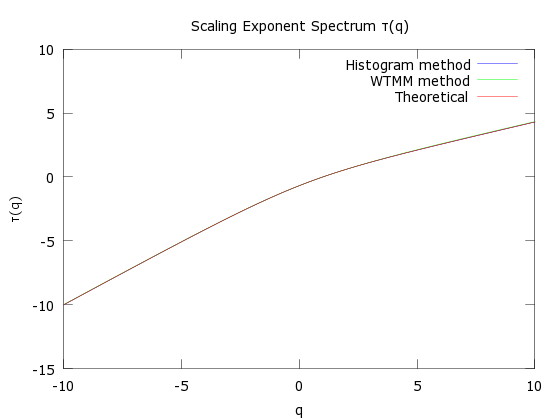 Scaling Exponent Spectrum τ(q)
10
Histogram method
WTMM method
Theoretical
5
0
τ(q)
-5
-10
-15
-10
-5
0
5
10
q